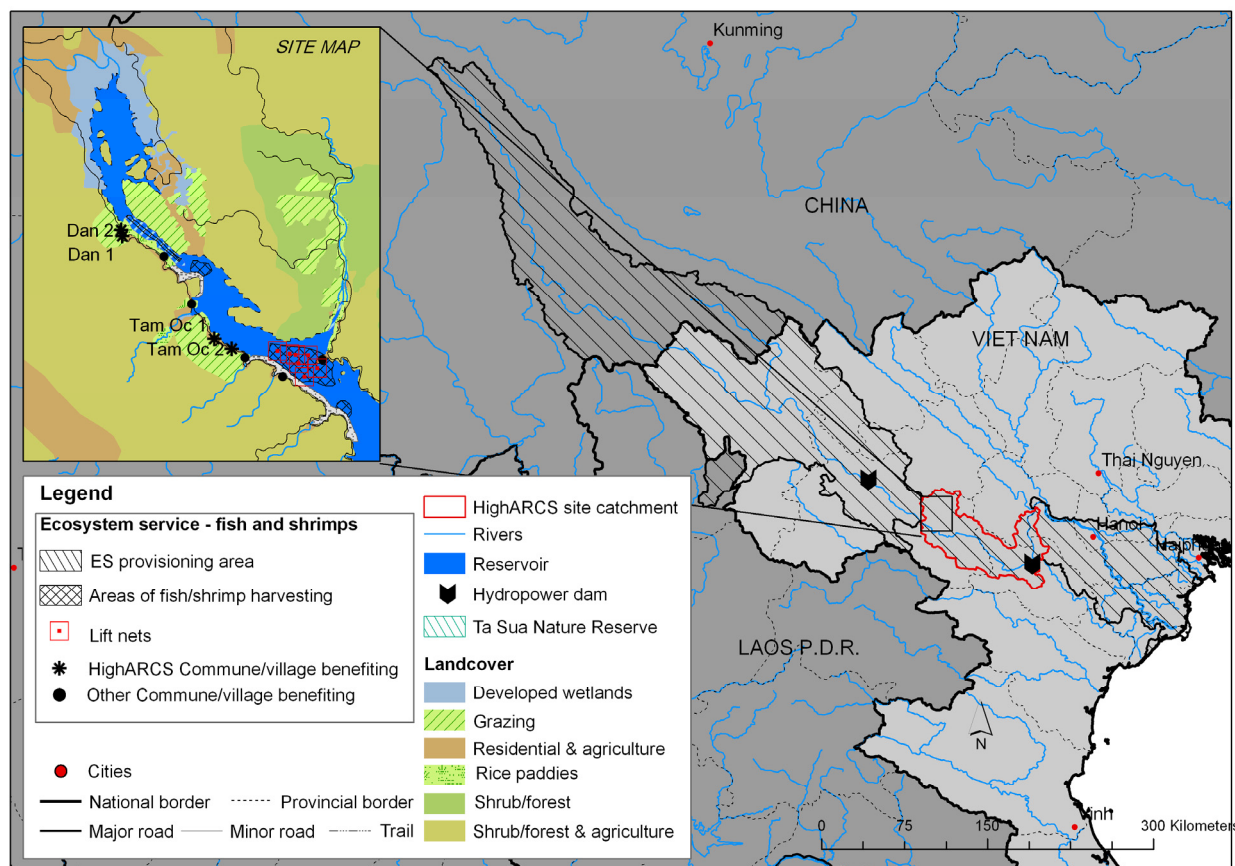 SITE MAP
Dan 2
Dan 1
Tam Oc 1
Tam Oc 2
Kunming
CHINA
VIET NAM
Thai Nguyen
Hanoi
LAOS P.D.R.
N
Vinh
0 75 150 300 Kilometers
Legend
Ecosystem service - fish and shrimps
ES provisioning area
Areas of fish/shrimp harvesting
Lift nets
HighARCS Commune/village benefiting
Other Commune/village benefiting
Cities
National border
Provincial border
Major road
Minor road
Trail
HighARCS site catchment
Rivers
Reservoir
Hydropower dam
Ta Sua Nature Reserve
Landcover
Developed wetlands
Grazing
Residential & agriculture
Rice paddies
Shrub/forest
Shrub/forest & agriculture